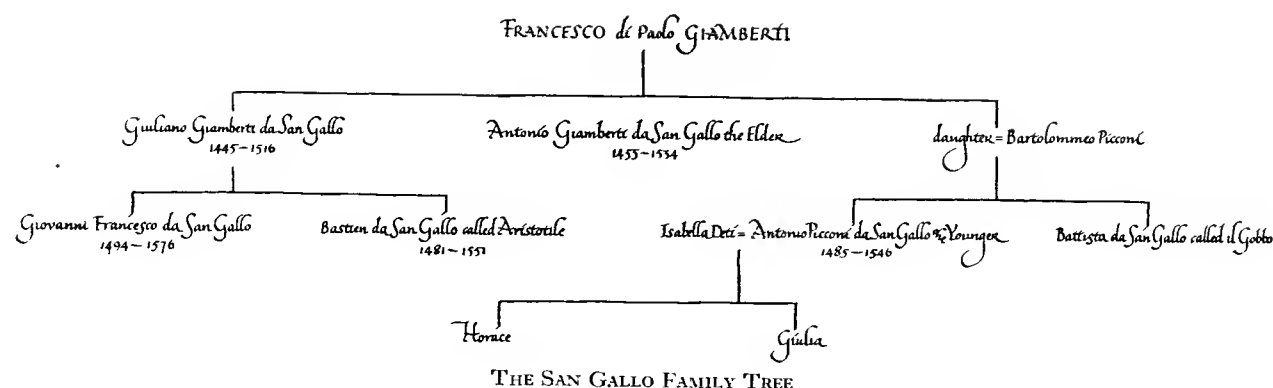 FRANCESCO di Paolo GIAMBERTI
Giuliano Giamberti da San Gallo
1445–1516
Antonio Giamberti da San Gallo the Elder
1455–1534
daughter = Bartolommeo Picconi
Giovanni Francesco da San Gallo
1494–1576
Bastien da San Gallo called Aristotile
1481–1551
Isabella Deti = Antonio Picconi da San Gallo the Younger
1485–1546
Battista da San Gallo called il Gobbo
Horace
Giulia
THE SAN GALLO FAMILY TREE